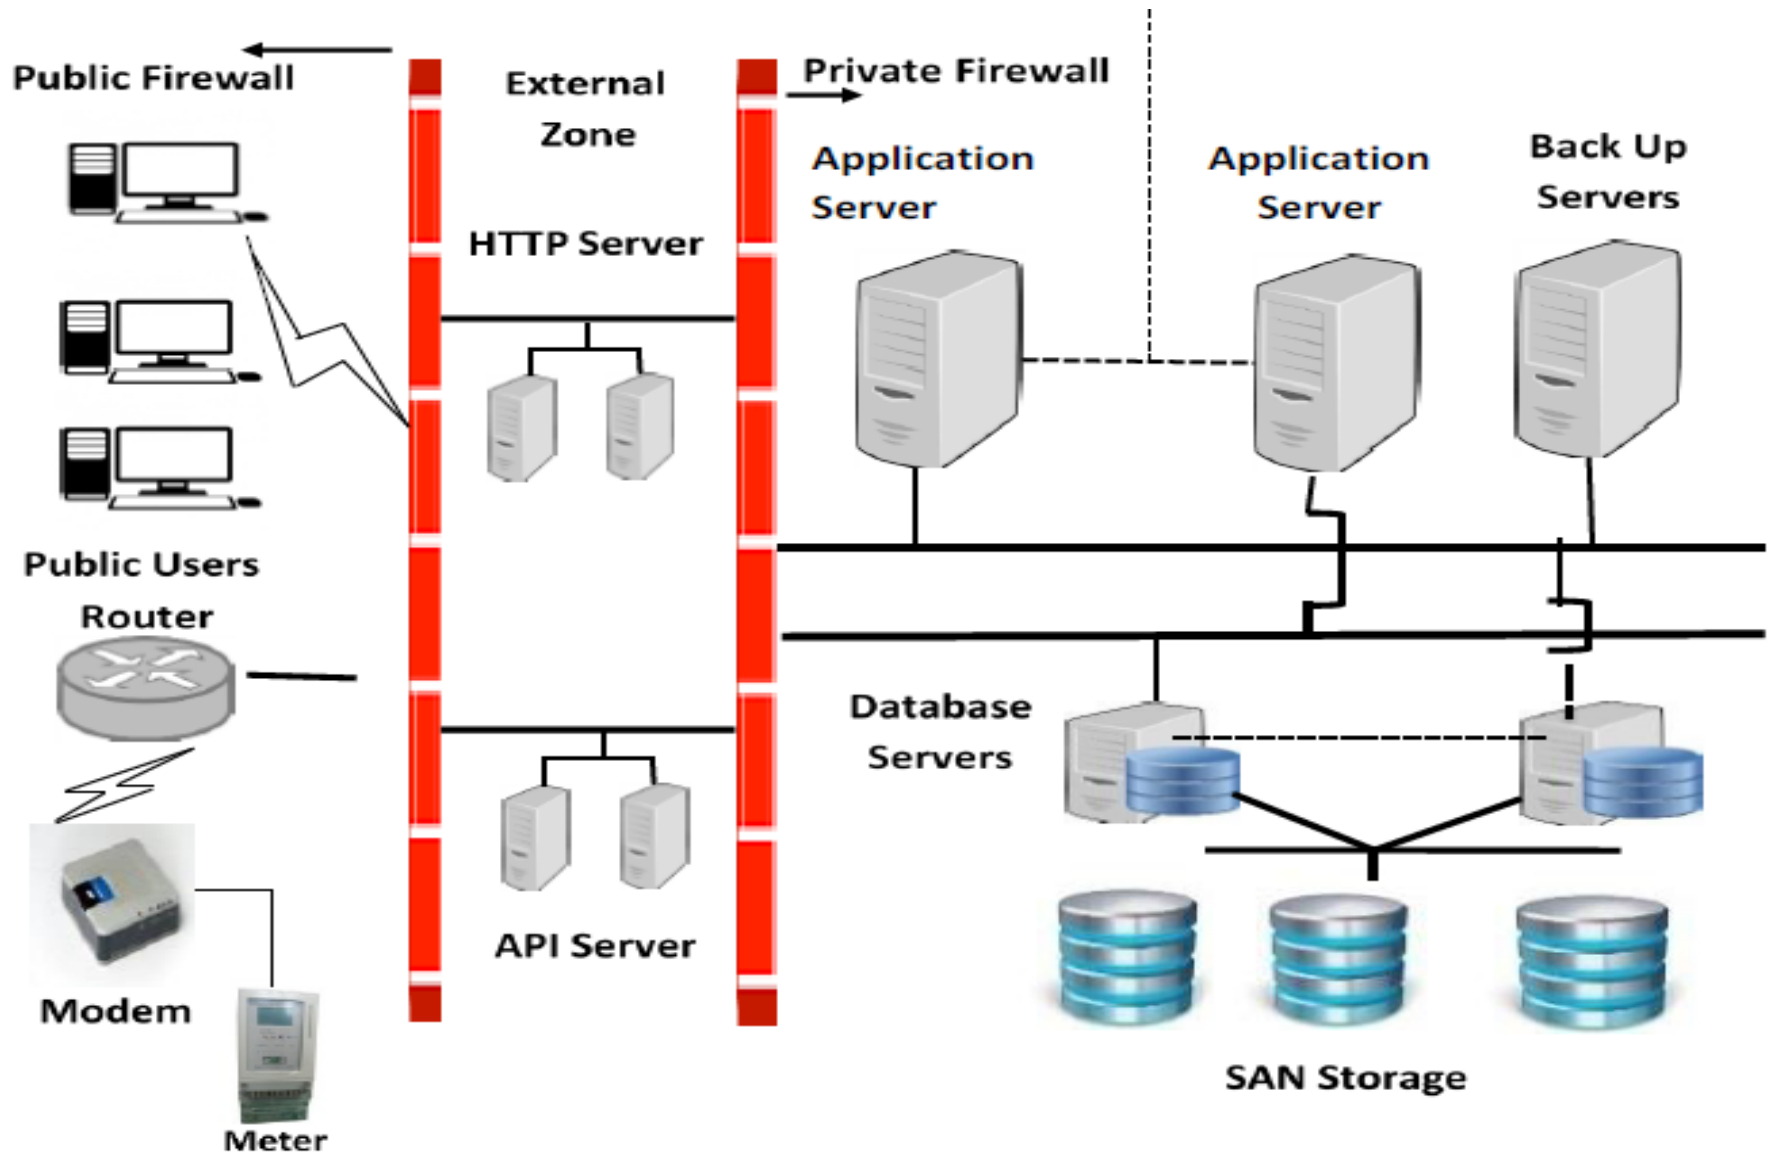 Public Firewall
External
Zone
Private Firewall
Application
Server
Application
Server
Back Up
Servers
HTTP Server
Public Users
Router
Database
Servers
API Server
Modem
SAN Storage
Meter